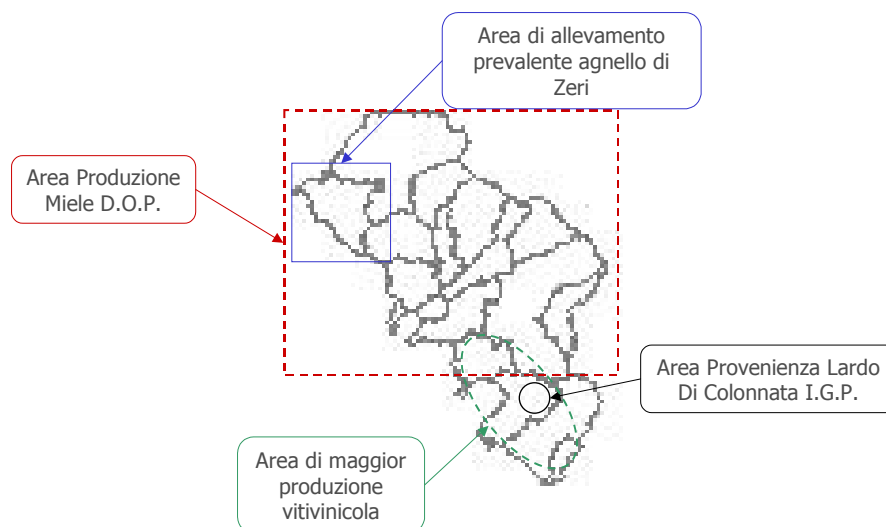 Area di allevamento
prevalente agnello di
Zeri
Area Produzione
Miele D.O.P.
Area Provenienza Lardo
Di Colonnata I.G.P.
Area di maggior
produzione
vitivinicola